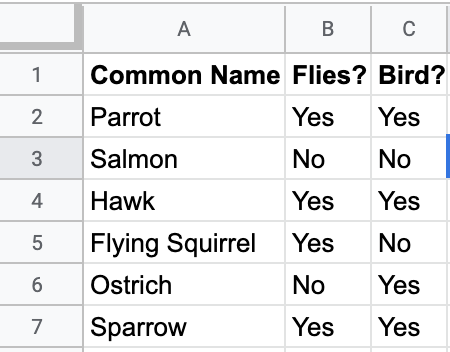 A B C
1 Common Name Flies? Bird?
2 Parrot Yes Yes
3 Salmon No No
4 Hawk Yes Yes
5 Flying Squirrel Yes No
6 Ostrich No Yes
7 Sparrow Yes Yes